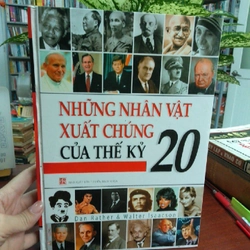 NHỮNG NHÂN VẬT
XUẤT CHÚNG
CỦA THẾ KỶ 20
Dan Rather & Walter Isaacson